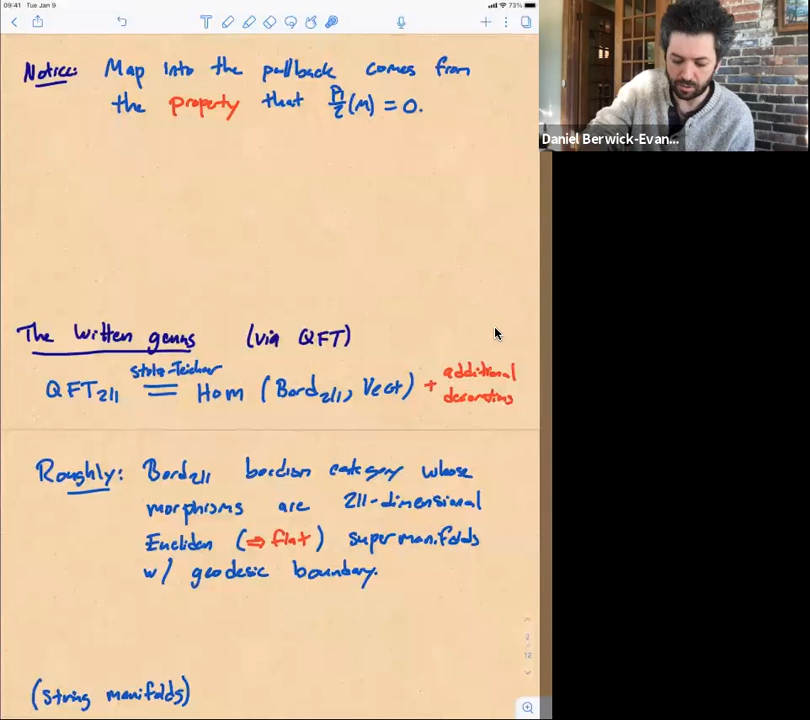 09:41 Tue Jan 9
73%
Notice: Map into the pullback comes from
the property that P1/2(M) = 0.
The Witten genus (via QFT)
QFT2|1 Stolz-Teichner = Hom (Bord2|1, Vect) + additional decorations
Roughly: Bord2|1 bordism category whose
morphisms are 2|1-dimensional
Euclidean (⇒ flat) supermanifolds
w/ geodesic boundary.
(String manifolds)
2
12
Daniel Berwick-Evan...